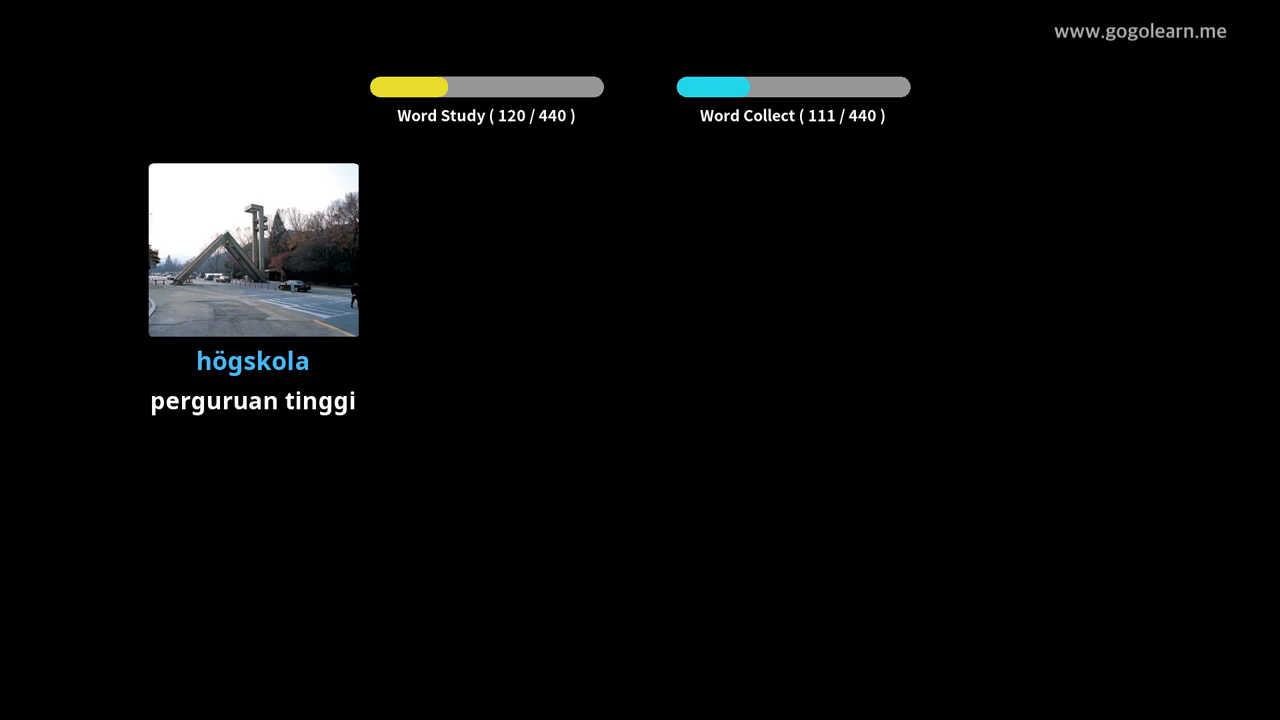 www.gogolearn.me
Word Study ( 120 / 440 )
Word Collect ( 111 / 440 )
högskola
perguruan tinggi